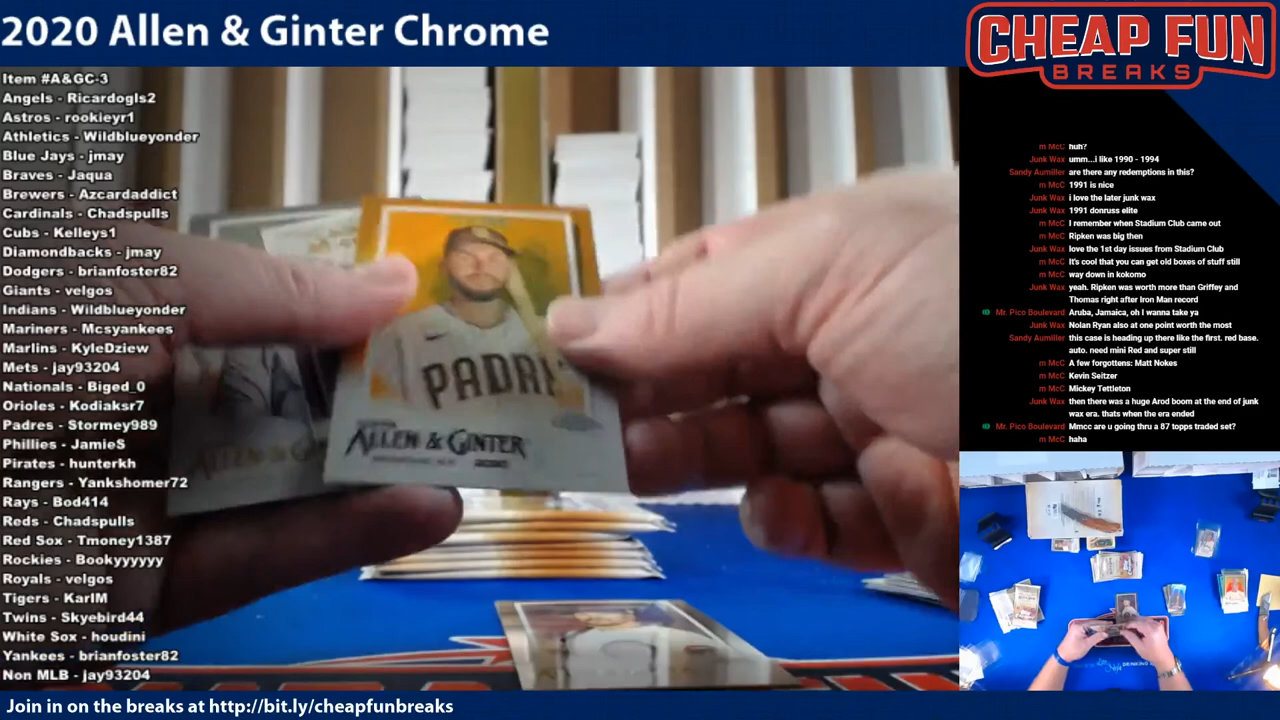 2020 Allen & Ginter Chrome
CHEAP FUN
BREAKS
Item #A&GC-3
Angels - Ricardogls2
Astros - rookieyr1
Athletics - Wildblueyonder
Blue Jays - jmay
Braves - Jaqua
Brewers - Azcardaddict
Cardinals - Chadspulls
Cubs - Kelleys1
Diamondbacks - jmay
Dodgers - brianfoster82
Giants - velgos
Indians - Wildblueyonder
Mariners - Mcsyankees
Marlins - KyleDziew
Mets - jay93204
Nationals - Biged_0
Orioles - Kodiaksr7
Padres - Stormey989
Phillies - JamieS
Pirates - hunterkh
Rangers - Yankshomer72
Rays - Bod414
Reds - Chadspulls
Red Sox - Tmoney1387
Rockies - Bookyyyyyy
Royals - velgos
Tigers - KarlM
Twins - Skyebird44
White Sox - houdini
Yankees - brianfoster82
Non MLB - jay93204
PADRE
ALLEN & GINTER
ALLEN & GI
m McC huh?
Junk Wax umm...i like 1990 - 1994
Sandy Aumiller are there any redemptions in this?
m McC 1991 is nice
Junk Wax i love the later junk wax
Junk Wax 1991 donruss elite
m McC I remember when Stadium Club came out
m McC Ripken was big then
Junk Wax love the 1st day issues from Stadium Club
m McC It's cool that you can get old boxes of stuff still
m McC way down in kokomo
Junk Wax yeah. Ripken was worth more than Griffey and
Thomas right after Iron Man record
Mr. Pico Boulevard Aruba, Jamaica, oh I wanna take ya
Junk Wax Nolan Ryan also at one point worth the most
Sandy Aumiller this case is heading up there like the first. red base.
auto. need mini Red and super still
m McC A few forgottens: Matt Nokes
m McC Kevin Seitzer
m McC Mickey Tettleton
Junk Wax then there was a huge Arod boom at the end of junk
wax era. thats when the era ended
Mr. Pico Boulevard Mmcc are u going thru a 87 topps traded set?
m McC haha
Join in on the breaks at http://bit.ly/cheapfunbreaks